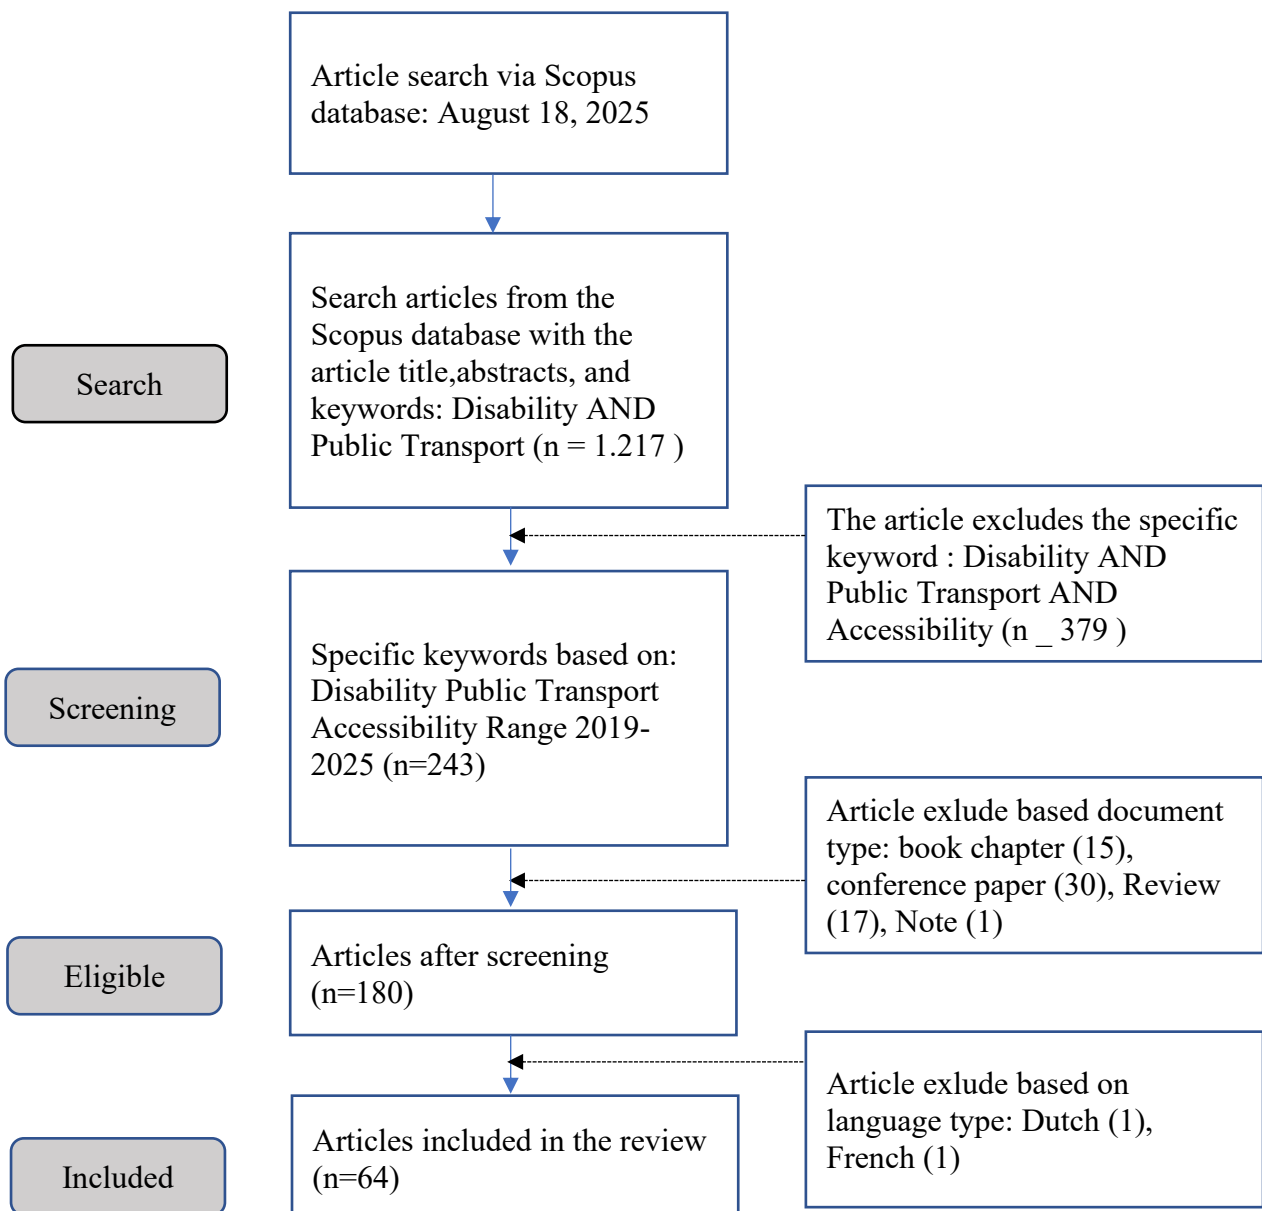 Article search via Scopus
database: August 18, 2025
Search
Search articles from the
Scopus database with the
article title,abstracts, and
keywords: Disability AND
Public Transport (n = 1.217 )
The article excludes the specific
keyword : Disability AND
Public Transport AND
Accessibility (n _ 379 )
Screening
Specific keywords based on:
Disability Public Transport
Accessibility Range 2019-
2025 (n=243)
Article exlude based document
type: book chapter (15),
conference paper (30), Review
(17), Note (1)
Eligible
Articles after screening
(n=180)
Article exlude based on
language type: Dutch (1),
French (1)
Included
Articles included in the review
(n=64)